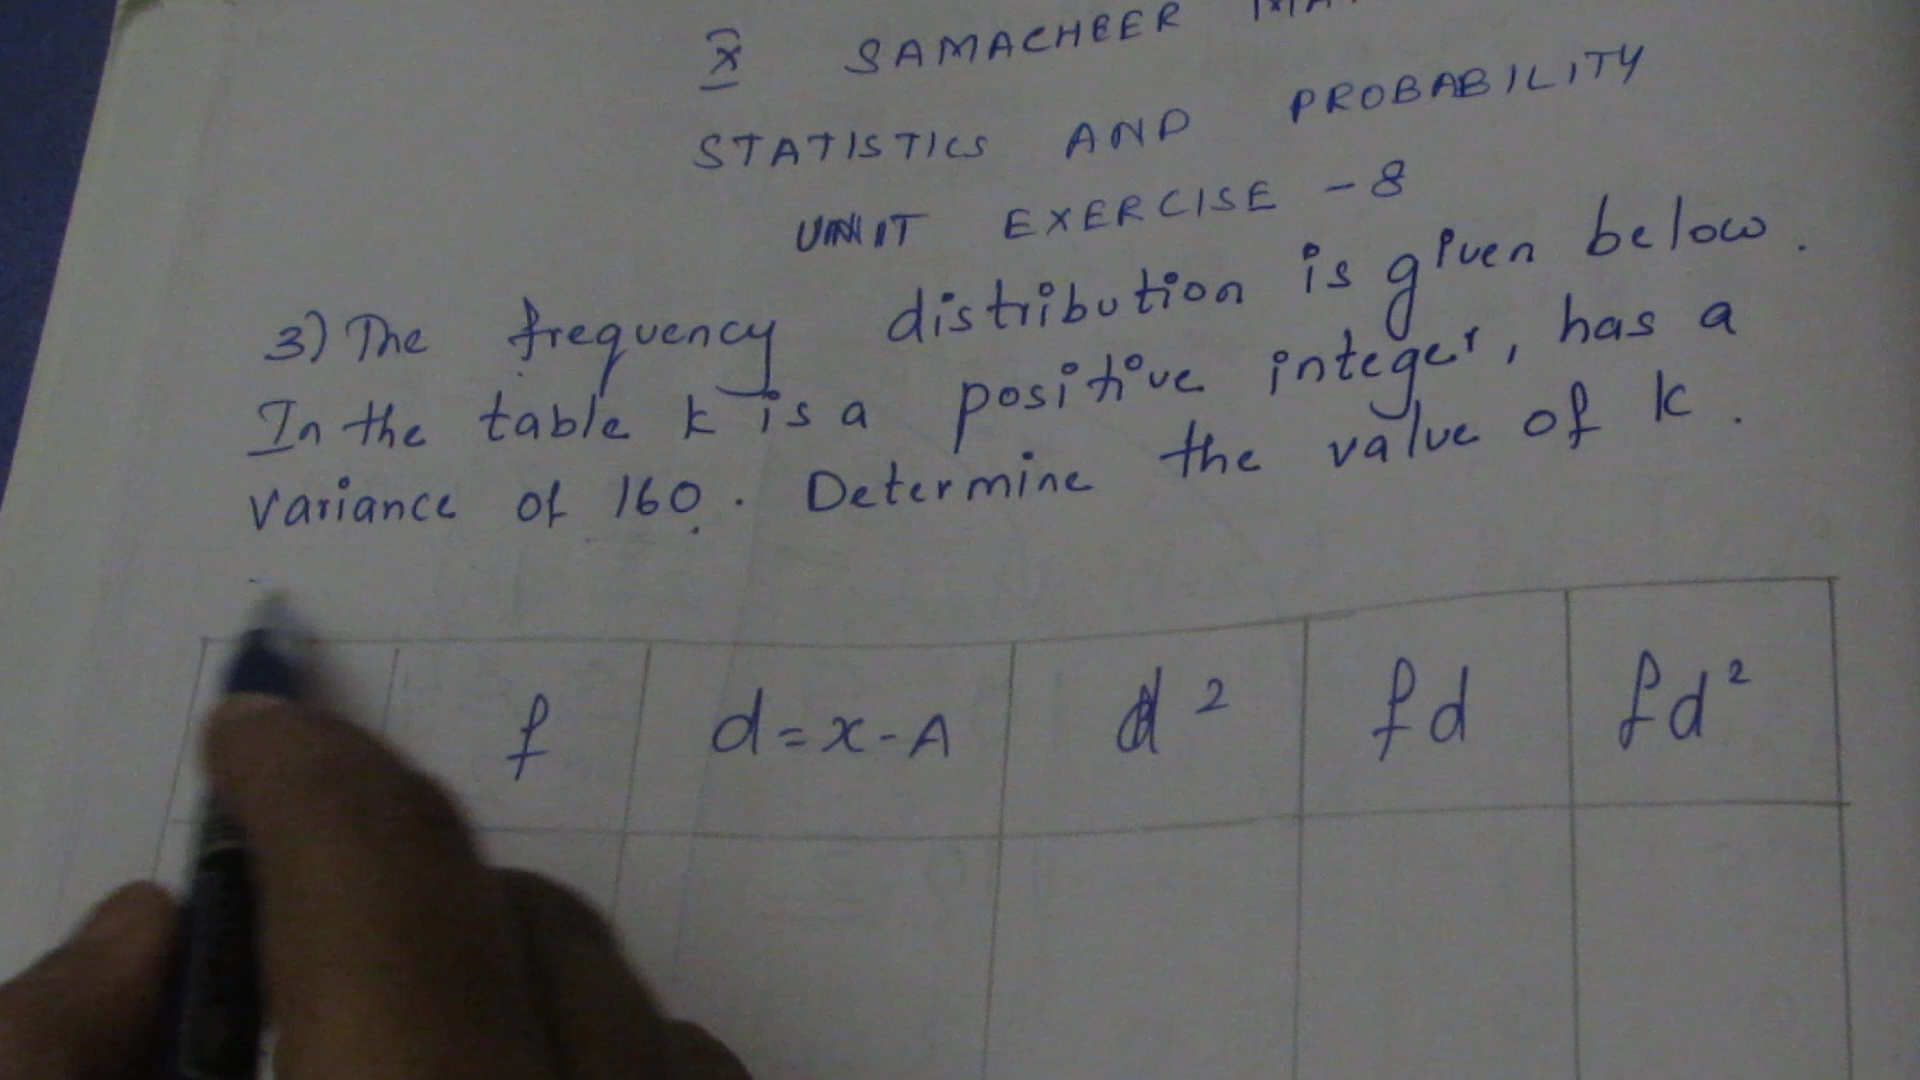 X SAMACHEER
STATISTICS AND PROBABILITY
UNIT EXERCISE - 8
3) The frequency distribution is given below.
In the table k is a positive integer, has a
variance of 160. Determine the value of k.
f d = x - A d² fd fd²